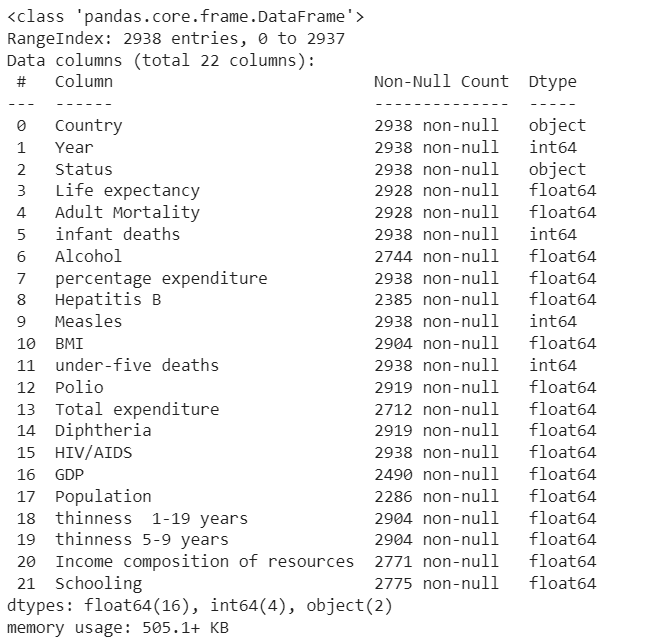 <class 'pandas.core.frame.DataFrame'>
RangeIndex: 2938 entries, 0 to 2937
Data columns (total 22 columns):
 #   Column                           Non-Null Count  Dtype
---  ------                           --------------  -----
 0   Country                          2938 non-null   object
 1   Year                             2938 non-null   int64
 2   Status                           2938 non-null   object
 3   Life expectancy                  2928 non-null   float64
 4   Adult Mortality                  2928 non-null   float64
 5   infant deaths                    2938 non-null   int64
 6   Alcohol                          2744 non-null   float64
 7   percentage expenditure           2938 non-null   float64
 8   Hepatitis B                      2385 non-null   float64
 9   Measles                          2938 non-null   int64
 10  BMI                              2904 non-null   float64
 11  under-five deaths                2938 non-null   int64
 12  Polio                            2919 non-null   float64
 13  Total expenditure                2712 non-null   float64
 14  Diphtheria                       2919 non-null   float64
 15  HIV/AIDS                         2938 non-null   float64
 16  GDP                              2490 non-null   float64
 17  Population                       2286 non-null   float64
 18  thinness  1-19 years             2904 non-null   float64
 19  thinness 5-9 years               2904 non-null   float64
 20  Income composition of resources  2771 non-null   float64
 21  Schooling                        2775 non-null   float64
dtypes: float64(16), int64(4), object(2)
memory usage: 505.1+ KB